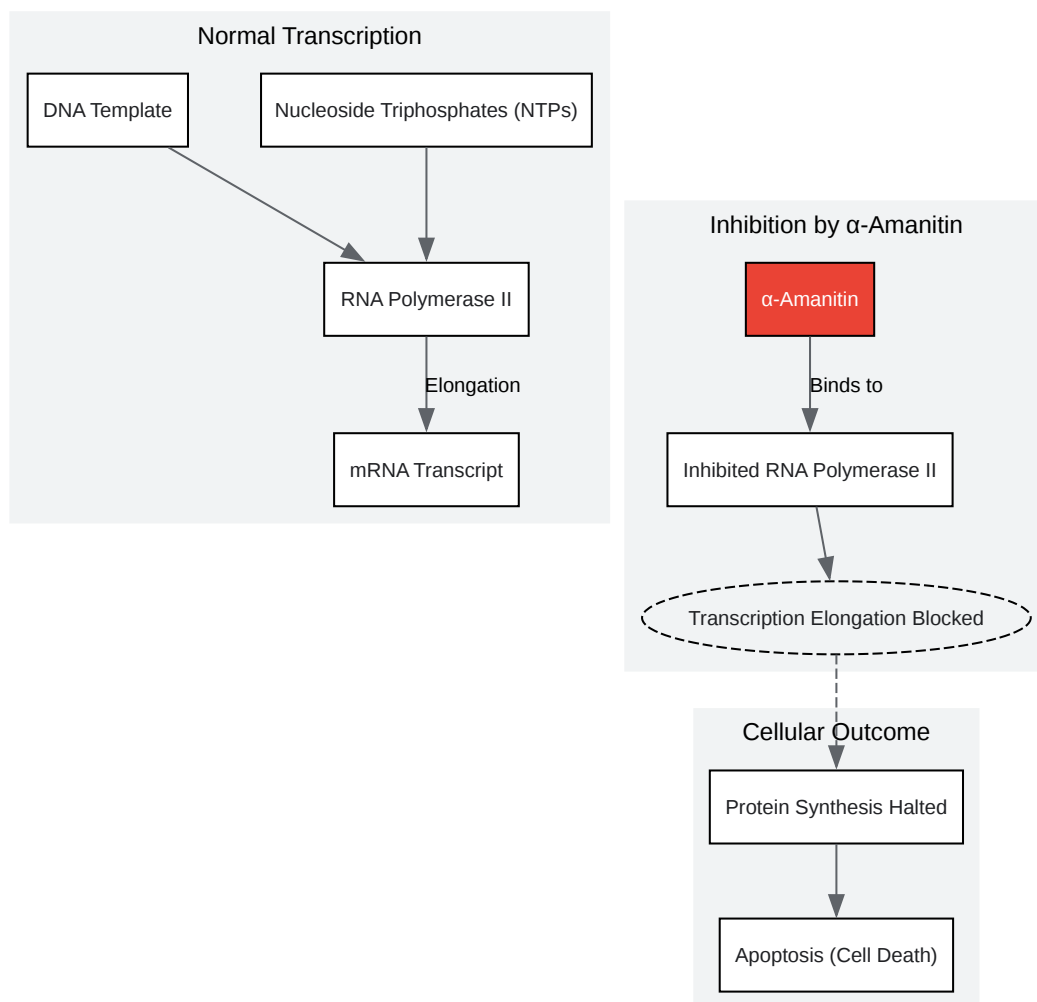 Normal Transcription
DNA Template
Nucleoside Triphosphates (NTPs)
RNA Polymerase II
Elongation
mRNA Transcript
Inhibition by α-Amanitin
α-Amanitin
Binds to
Inhibited RNA Polymerase II
Transcription Elongation Blocked
Cellular Outcome
Protein Synthesis Halted
Apoptosis (Cell Death)